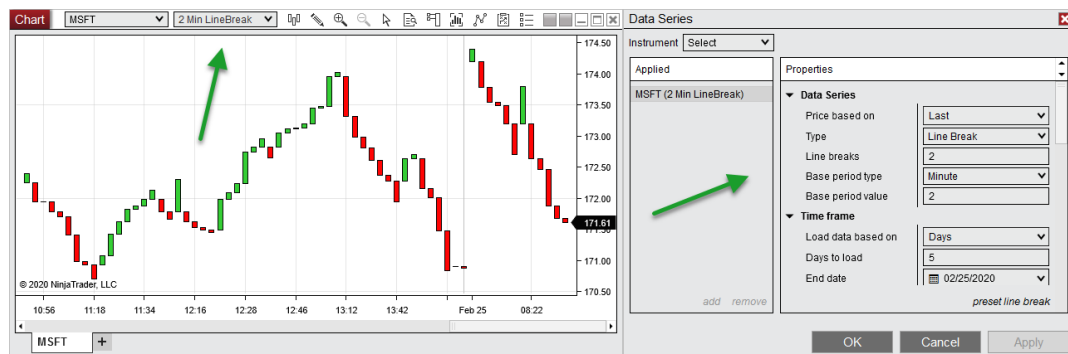 Chart MSFT 2 Min LineBreak
174.50
174.00
173.50
173.00
172.50
172.00
171.61
171.50
171.00
170.50
© 2020 NinjaTrader, LLC
10:56 11:18 11:34 12:16 12:28 12:46 13:12 13:42 Feb 25 08:22
MSFT +
Data Series
Instrument Select
Applied
MSFT (2 Min LineBreak)
add remove
Properties
Data Series
Price based on Last
Type Line Break
Line breaks 2
Base period type Minute
Base period value 2
Time frame
Load data based on Days
Days to load 5
End date 02/25/2020
preset line break
OK Cancel Apply